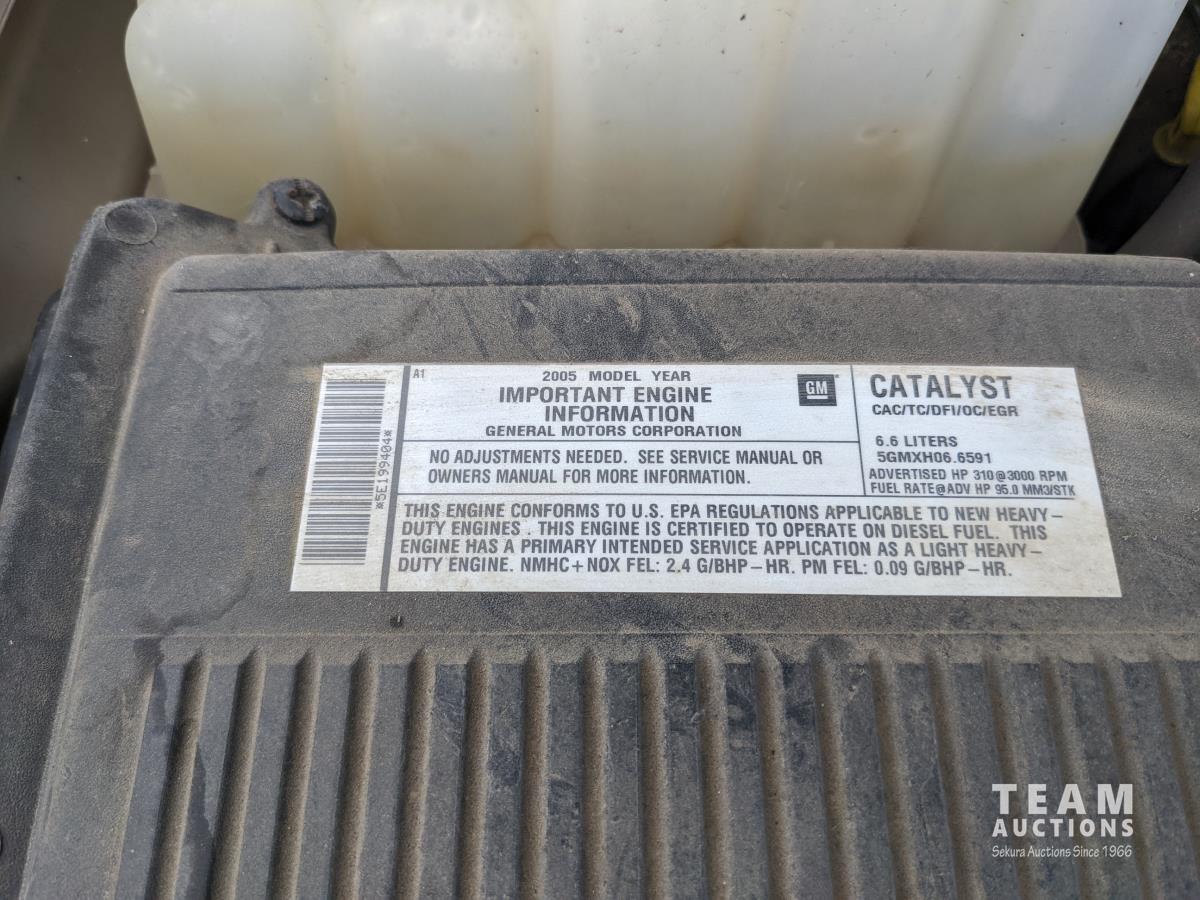 *5E199404*
A1
2005 MODEL YEAR
IMPORTANT ENGINE
INFORMATION
GENERAL MOTORS CORPORATION
GM
NO ADJUSTMENTS NEEDED. SEE SERVICE MANUAL OR
OWNERS MANUAL FOR MORE INFORMATION.
CATALYST
CAC/TC/DFI/OC/EGR
6.6 LITERS
5GMXH06.6591
ADVERTISED HP 310@3000 RPM
FUEL RATE@ADV HP 95.0 MM3/STK
THIS ENGINE CONFORMS TO U.S. EPA REGULATIONS APPLICABLE TO NEW HEAVY–
DUTY ENGINES . THIS ENGINE IS CERTIFIED TO OPERATE ON DIESEL FUEL. THIS
ENGINE HAS A PRIMARY INTENDED SERVICE APPLICATION AS A LIGHT HEAVY–
DUTY ENGINE. NMHC+NOX FEL: 2.4 G/BHP–HR. PM FEL: 0.09 G/BHP–HR.
TEAM
AUCTIONS
Sekura Auctions Since 1966